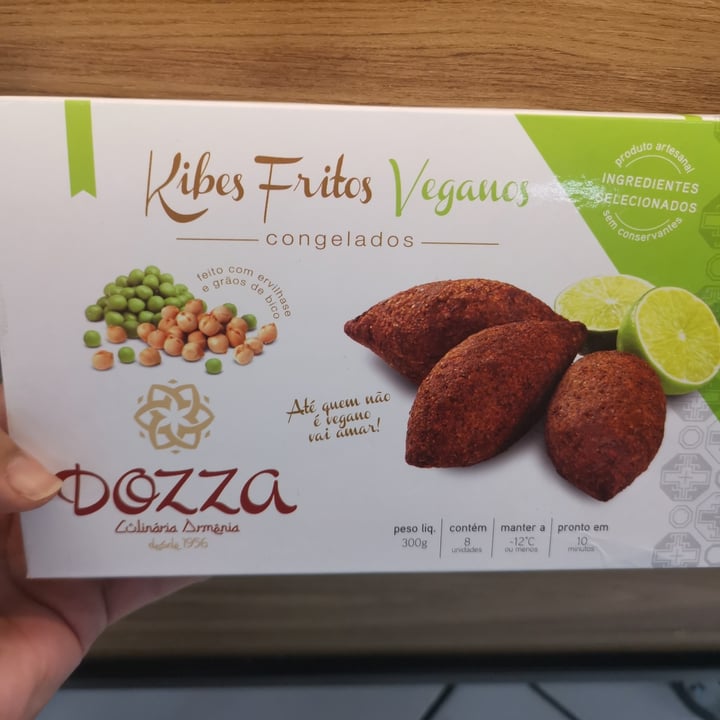 Kibes Fritos Veganos
congelados
produto artesanal
INGREDIENTES
SELECIONADOS
sem conservantes
feito com ervilhase
e grãos de bico
Até quem não
é vegano
vai amar!
DOZZA
Culinária Armênia
desde 1956
peso liq.
300g
contém
8
unidades
manter a
-12°C
ou menos
pronto em
10
minutos